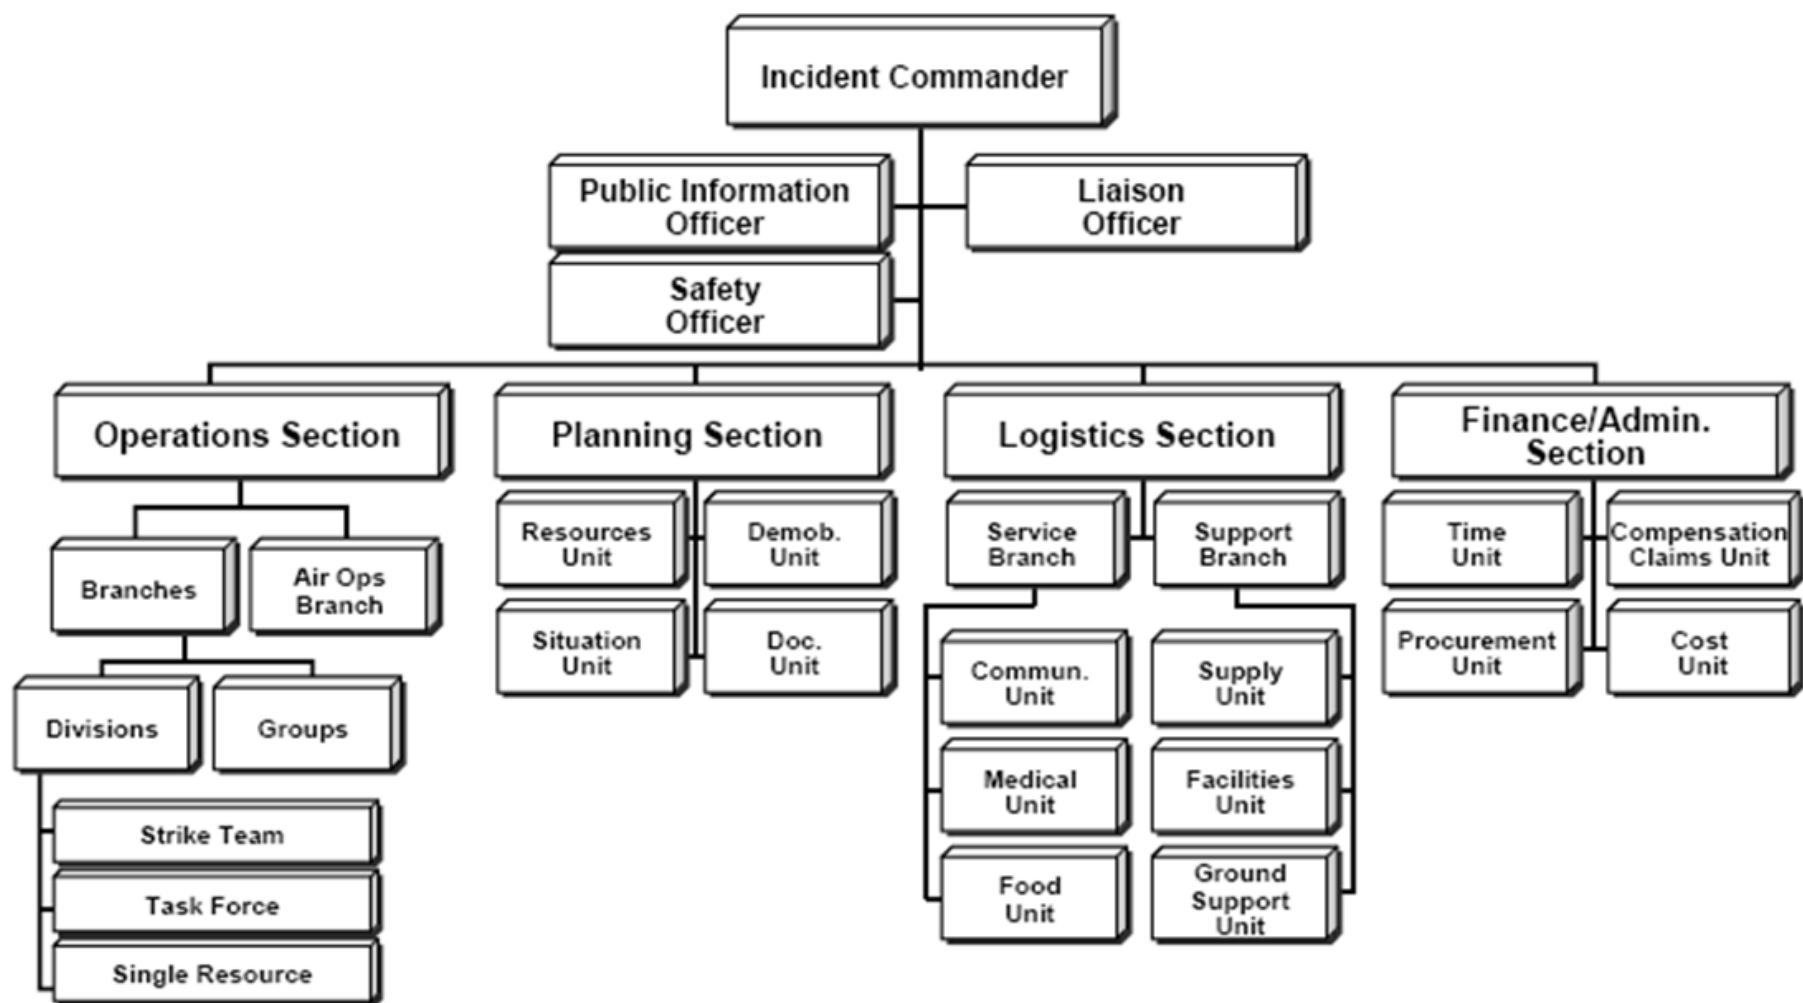 Incident Commander
Public Information
Officer
Liaison
Officer
Safety
Officer
Operations Section
Planning Section
Logistics Section
Finance/Admin.
Section
Branches
Air Ops
Branch
Divisions
Groups
Strike Team
Task Force
Single Resource
Resources
Unit
Demob.
Unit
Situation
Unit
Doc.
Unit
Service
Branch
Support
Branch
Commun.
Unit
Supply
Unit
Medical
Unit
Facilities
Unit
Food
Unit
Ground
Support
Unit
Time
Unit
Compensation
Claims Unit
Procurement
Unit
Cost
Unit